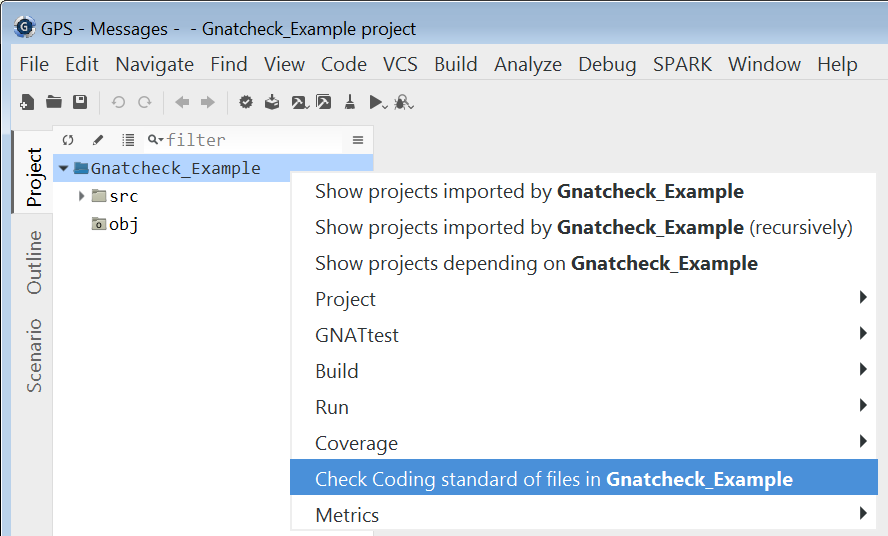 GPS - Messages - - Gnatcheck_Example project
File Edit Navigate Find View Code VCS Build Analyze Debug SPARK Window Help
filter
Project
Outline
Scenario
Gnatcheck_Example
src
obj
Show projects imported by Gnatcheck_Example
Show projects imported by Gnatcheck_Example (recursively)
Show projects depending on Gnatcheck_Example
Project
GNATtest
Build
Run
Coverage
Check Coding standard of files in Gnatcheck_Example
Metrics